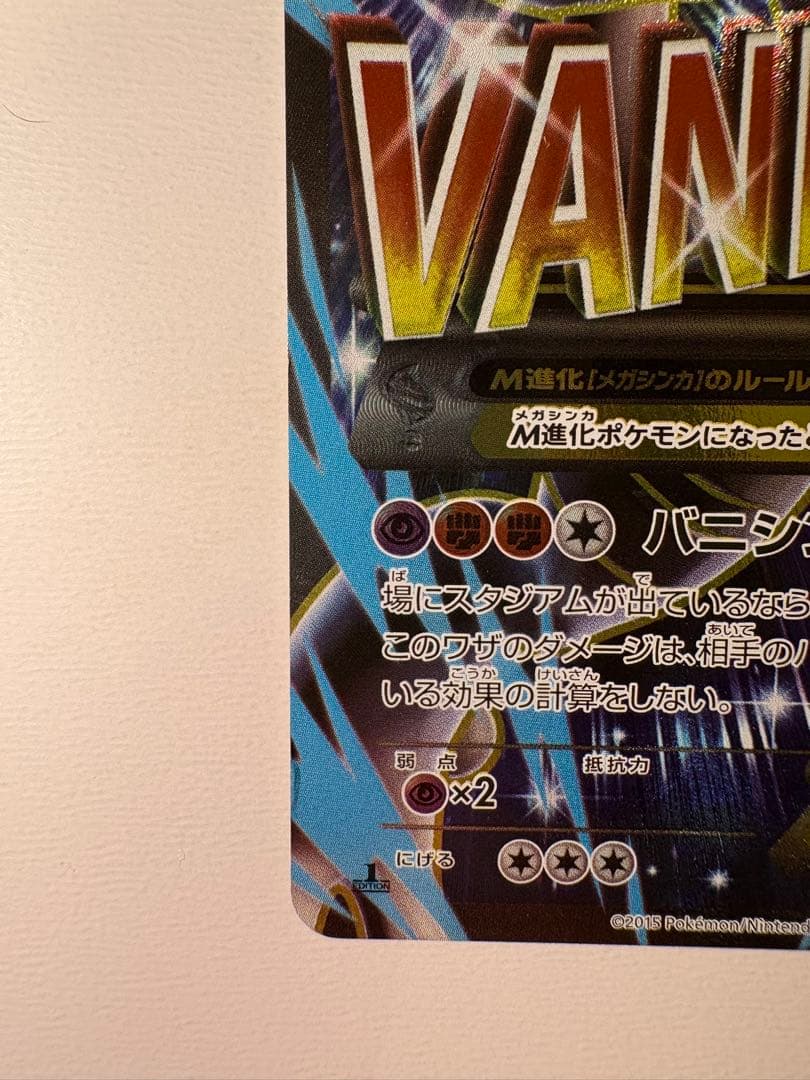 VAN
M進化[メガシンカ]のルール
メガシンカ
M進化ポケモンになったと
バニシ
ば で
場にスタジアムが出ているなら
あいて
このワザのダメージは、相手のバ
こうか けいさん
いる効果の計算をしない。
弱点 抵抗力
×2
にげる
1
EDITION
©2015 Pokémon/Nintend